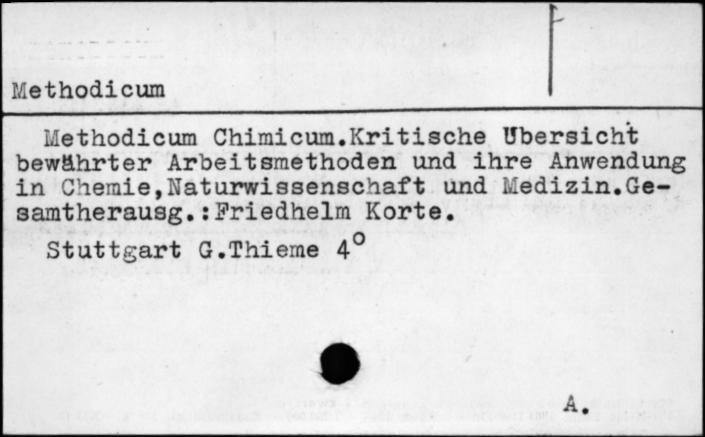 Methodicum
Methodicum Chimicum.Kritische Übersicht
bewährter Arbeitsmethoden und ihre Anwendung
in Chemie,Naturwissenschaft und Medizin.Ge-
samtherausg.:Friedhelm Korte.
Stuttgart G.Thieme 4°
A.